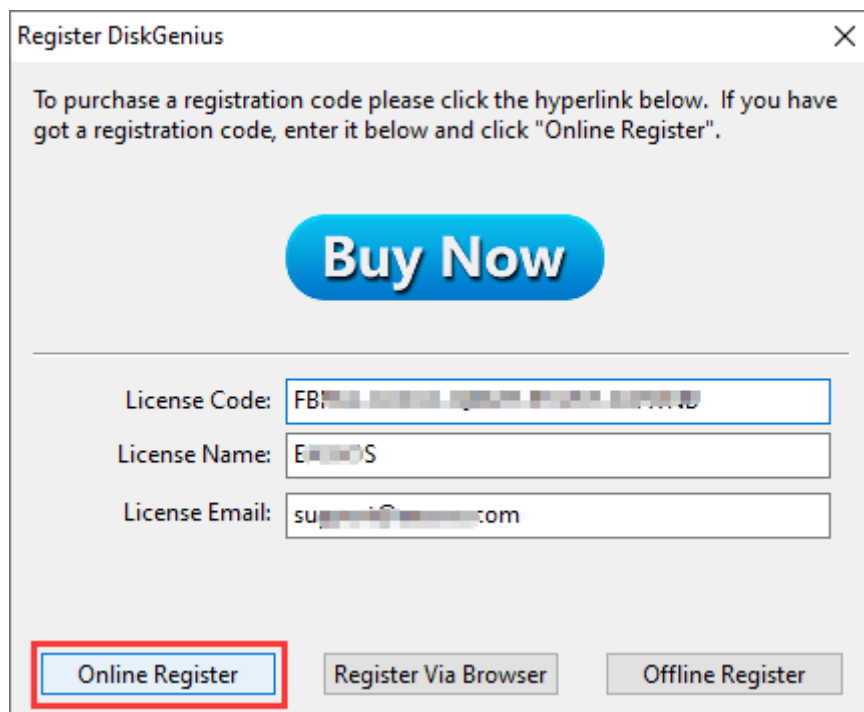 Register DiskGenius
To purchase a registration code please click the hyperlink below.  If you have
got a registration code, enter it below and click "Online Register".
Buy Now
License Code:
License Name:
License Email:
Online Register
Register Via Browser
Offline Register